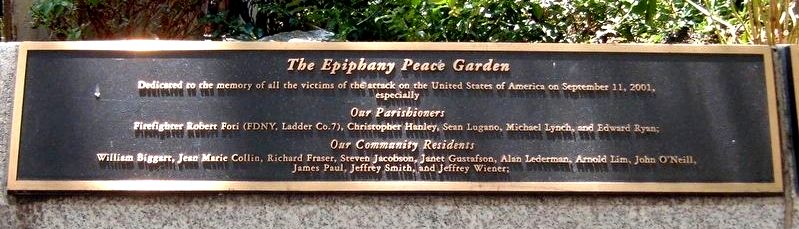 The Epiphany Peace Garden
Dedicated to the memory of all the victims of the attack on the United States of America on September 11, 2001,
especially
Our Parishioners
Firefighter Robert Foti (FDNY, Ladder Co.7), Christopher Hanley, Sean Lugano, Michael Lynch, and Edward Ryan;
Our Community Residents
William Biggart, Jean Marie Collin, Richard Fraser, Steven Jacobson, Janet Gustafson, Alan Lederman, Arnold Lim, John O'Neill,
James Paul, Jeffrey Smith, and Jeffrey Wiener;